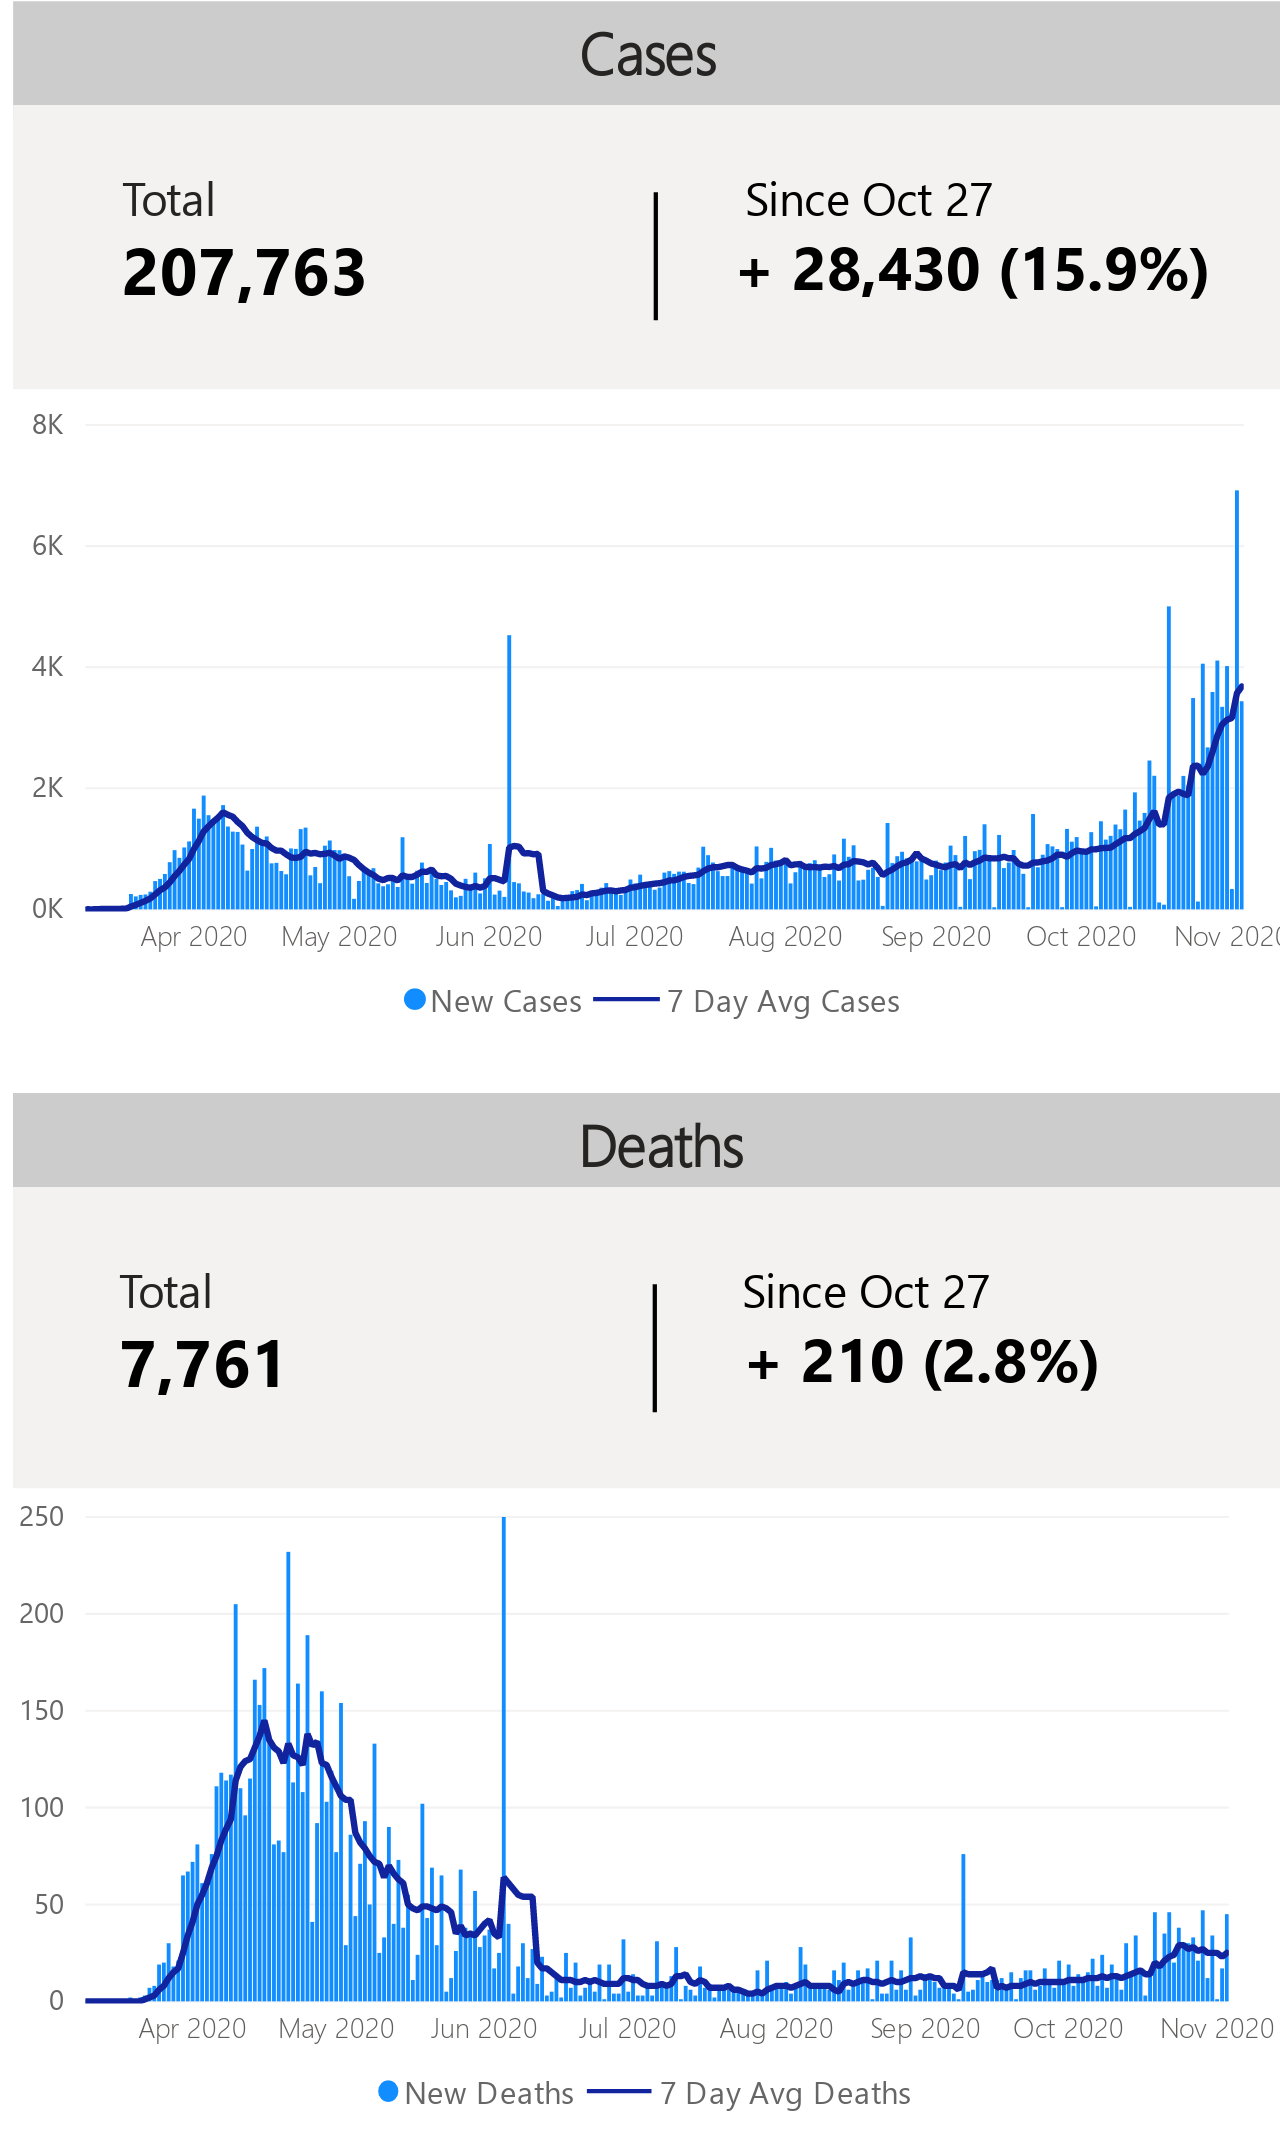 Cases
Total
Since Oct 27
207,763
+ 28,430 (15.9%)
8K
6K
4K
2K
0K
Apr 2020 May 2020 Jun 2020 Jul 2020 Aug 2020 Sep 2020 Oct 2020 Nov 2020
New Cases 7 Day Avg Cases
Deaths
Total
Since Oct 27
7,761
+ 210 (2.8%)
250
200
150
100
50
0
Apr 2020 May 2020 Jun 2020 Jul 2020 Aug 2020 Sep 2020 Oct 2020 Nov 2020
New Deaths 7 Day Avg Deaths